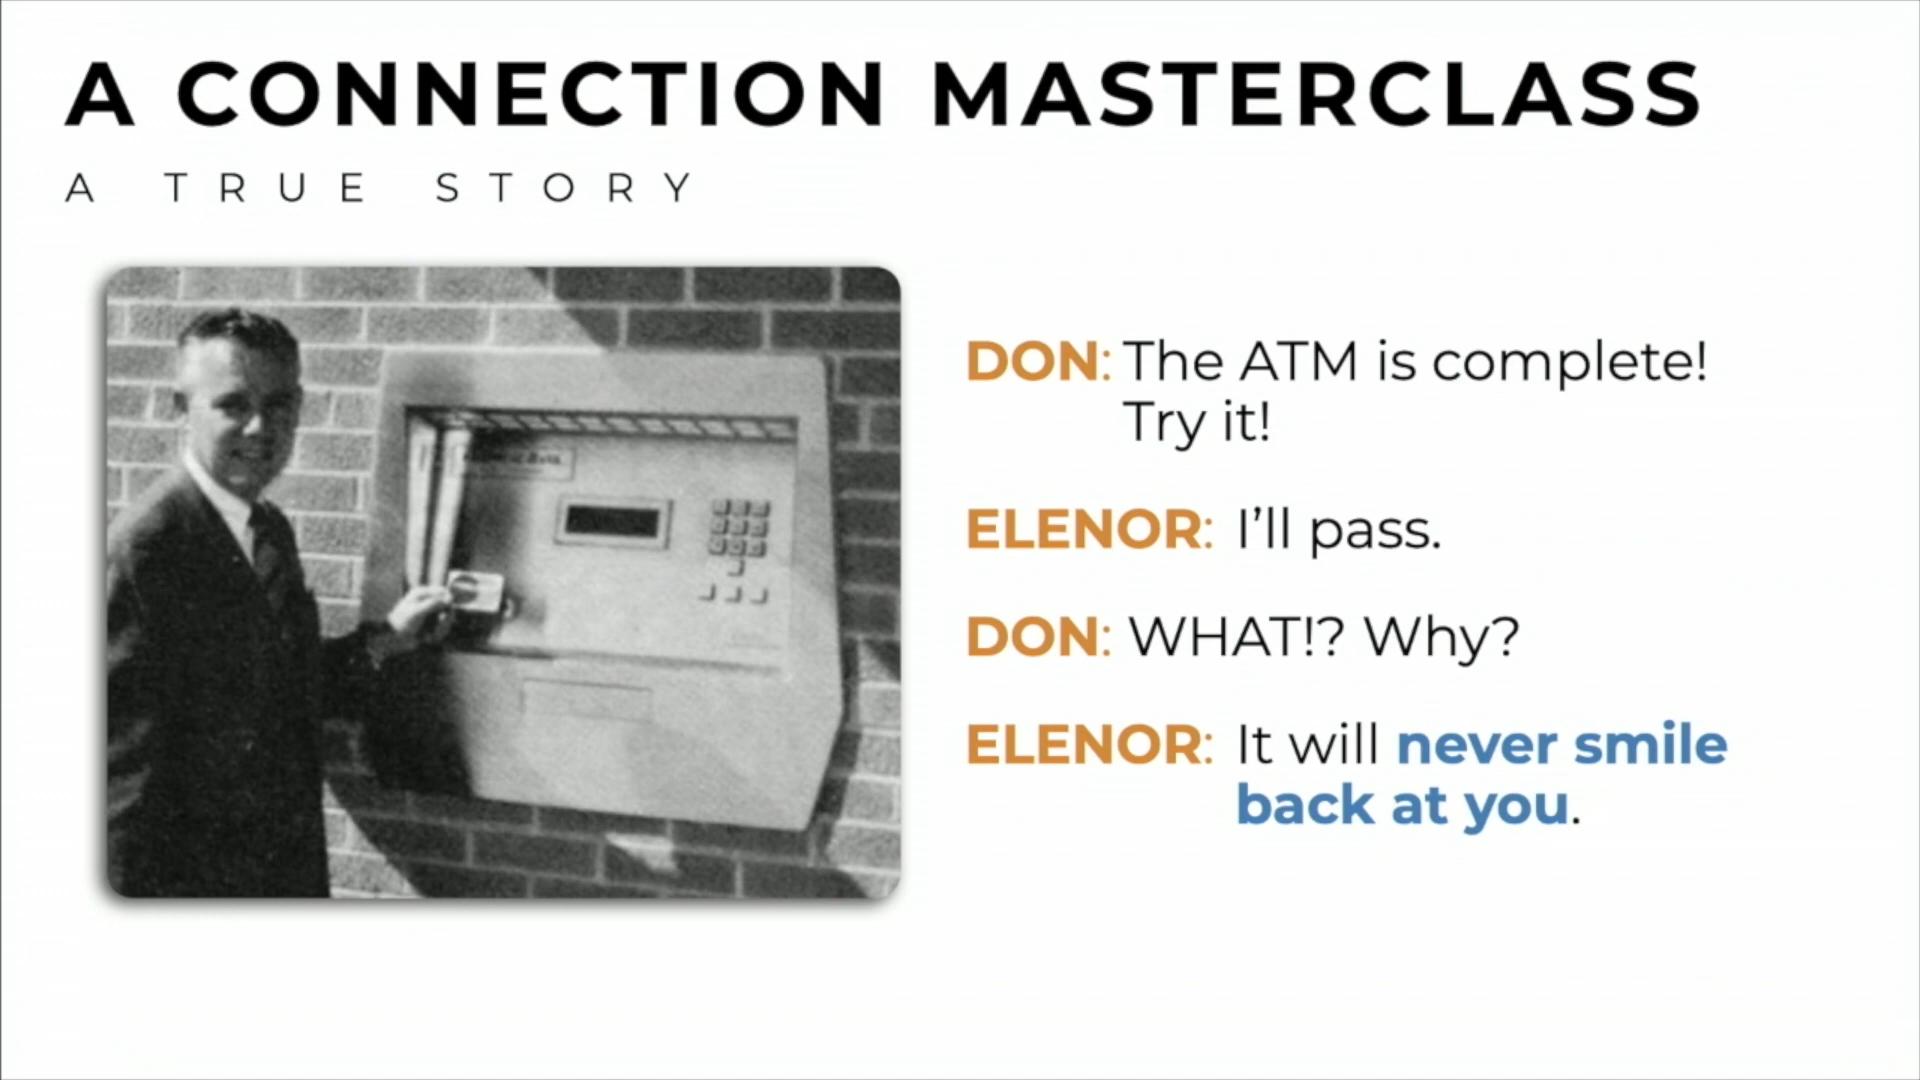 A CONNECTION MASTERCLASS
A TRUE STORY
DON: The ATM is complete!
Try it!
ELENOR: I’ll pass.
DON: WHAT!? Why?
ELENOR: It will never smile
back at you.